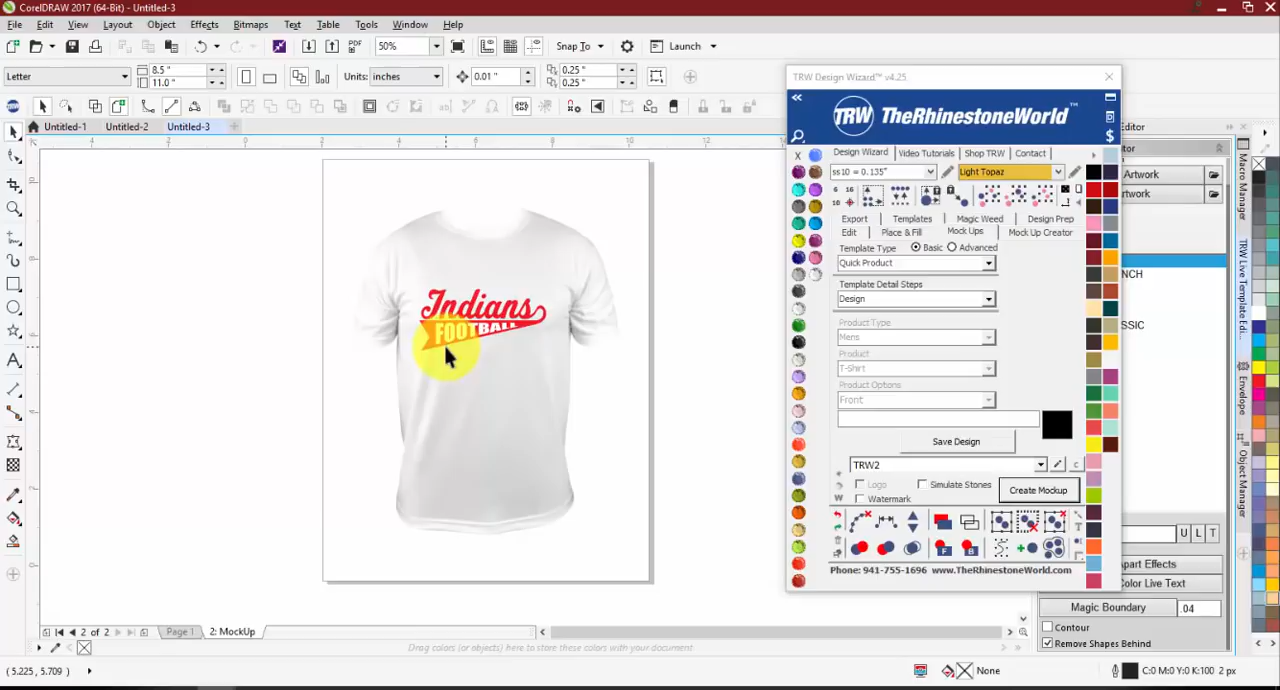 CorelDRAW 2017 (64-Bit) - Untitled-3
File Edit View Layout Object Effects Bitmaps Text Table Tools Window Help
50% Snap To Launch
Letter 8.5 " 11.0 " Units: inches 0.01 " 0.25 " 0.25 "
Untitled-1 Untitled-2 Untitled-3
Indians
FOOTBALL
TRW Design Wizard™ v4.25
TRW TheRhinestoneWorld™
Design Wizard Video Tutorials Shop TRW Contact
ss10 = 0.135" Light Topaz
Export Templates Magic Weed Design Prep
Edit Place & Fill Mock Ups Mock Up Creator
Template Type Basic Advanced
Quick Product
Template Detail Steps
Design
Product Type
Mens
Product
T-Shirt
Product Options
Front
Save Design
TRW2
Logo Simulate Stones
Watermark
Create Mockup
Phone: 941-755-1696 www.TheRhinestoneWorld.com
Editor
Artwork
Artwork
Macro Manager
TRW Live Template Edi...
Envelope
Object Manager
U L T
Apart Effects
Color Live Text
Magic Boundary .04
Contour
Remove Shapes Behind
2 of 2 Page 1 2: MockUp
Drag colors (or objects) here to store these colors with your document
( 5.225, 5.709 ) None C:0 M:0 Y:0 K:100 2 px